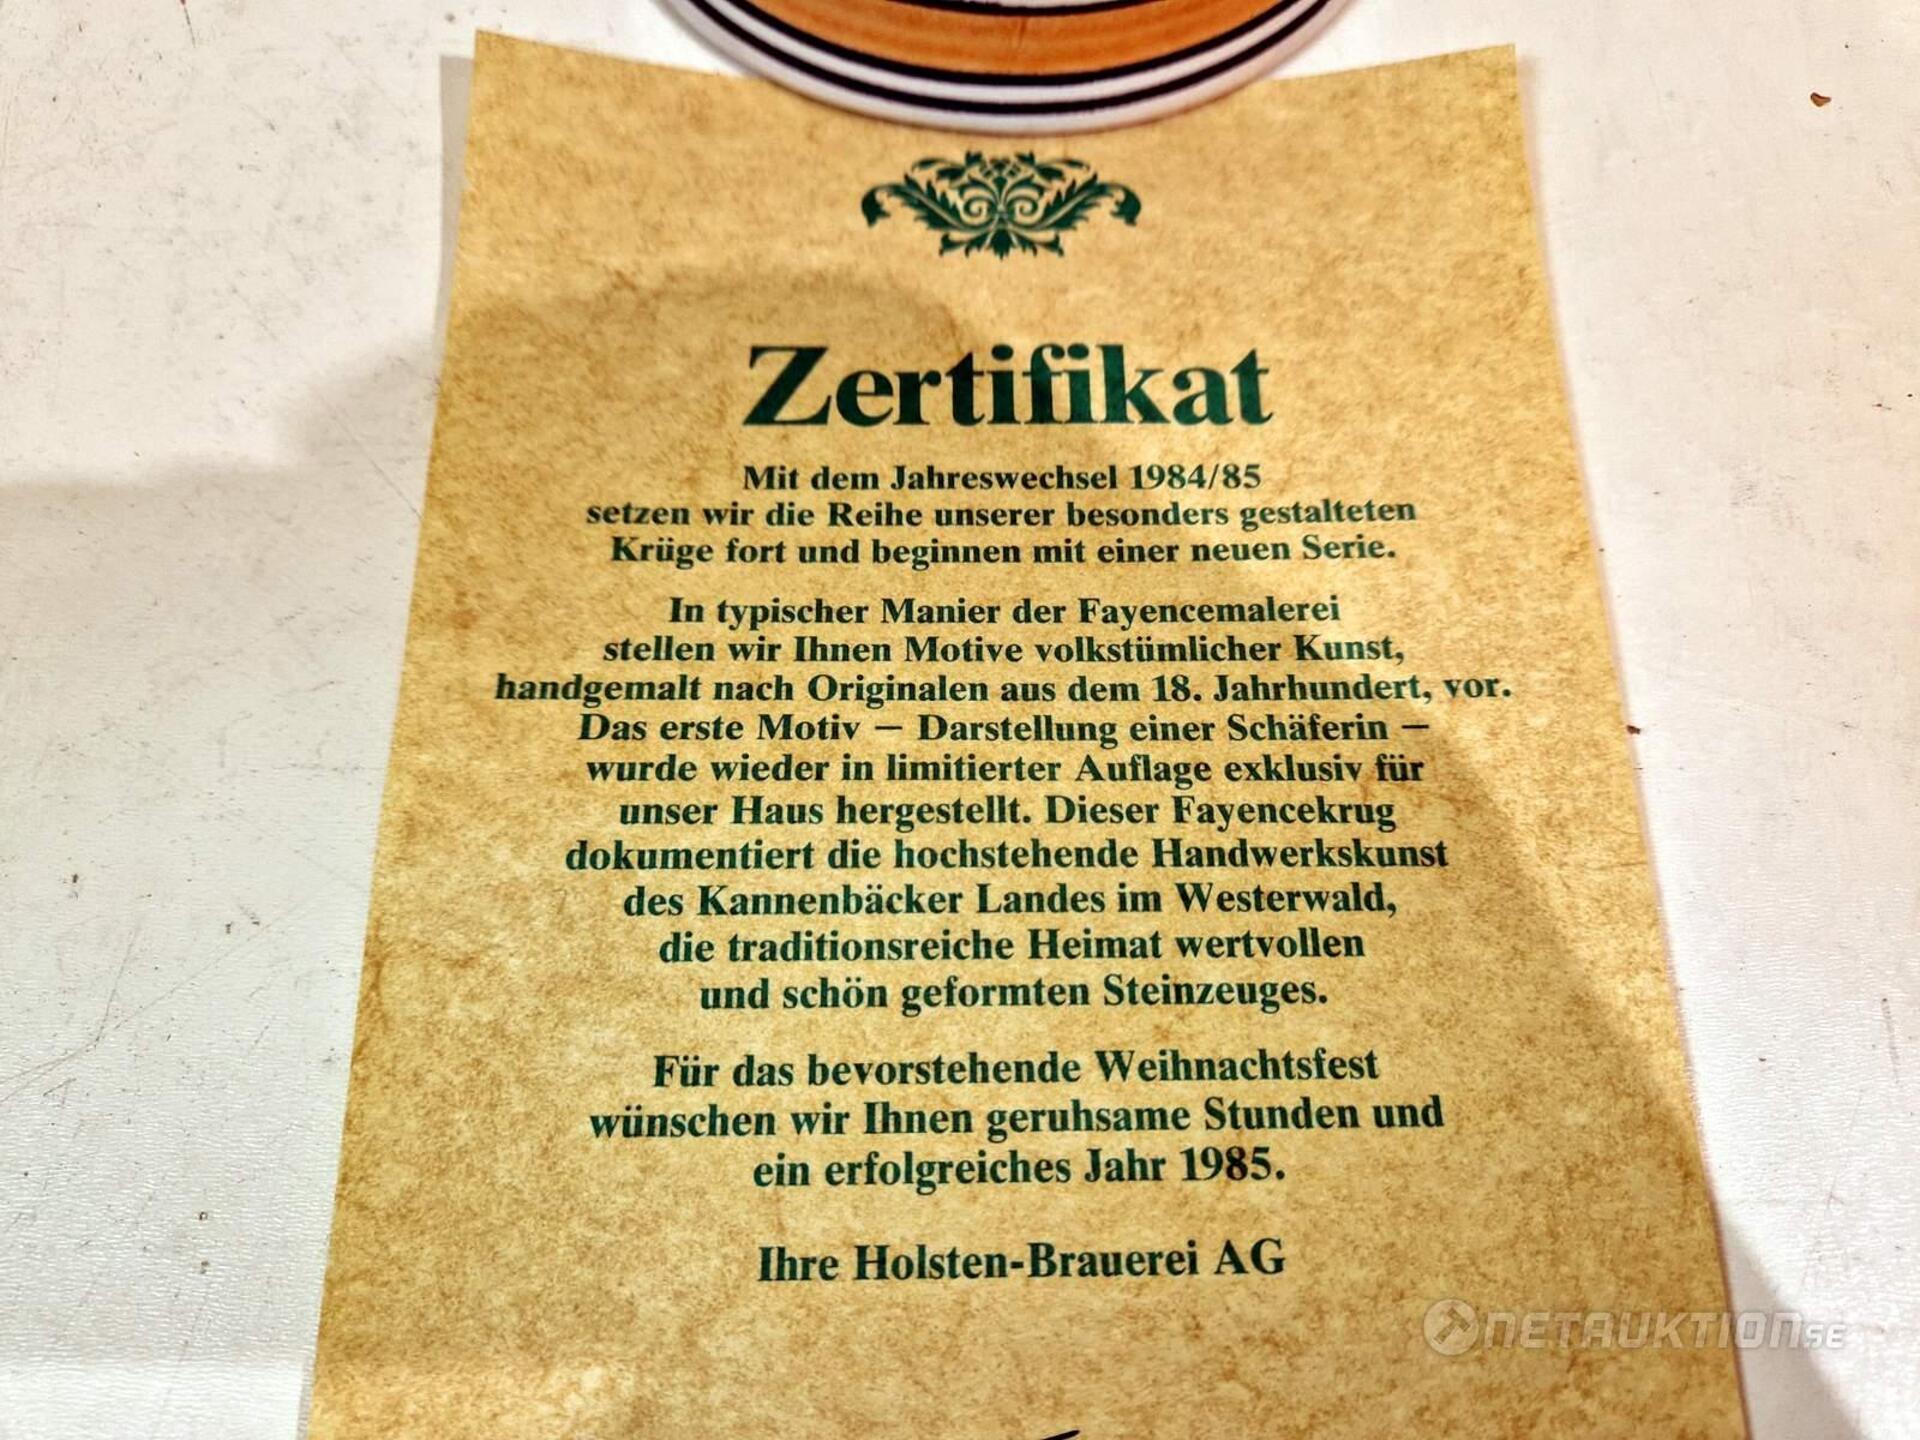 Zertifikat
Mit dem Jahreswechsel 1984/85
setzen wir die Reihe unserer besonders gestalteten
Krüge fort und beginnen mit einer neuen Serie.
In typischer Manier der Fayencemalerei
stellen wir Ihnen Motive volkstümlicher Kunst,
handgemalt nach Originalen aus dem 18. Jahrhundert, vor.
Das erste Motiv – Darstellung einer Schäferin –
wurde wieder in limitierter Auflage exklusiv für
unser Haus hergestellt. Dieser Fayencekrug
dokumentiert die hochstehende Handwerkskunst
des Kannenbäcker Landes im Westerwald,
die traditionsreiche Heimat wertvollen
und schön geformten Steinzeuges.
Für das bevorstehende Weihnachtsfest
wünschen wir Ihnen geruhsame Stunden und
ein erfolgreiches Jahr 1985.
Ihre Holsten-Brauerei AG
NETAUKTION.SE